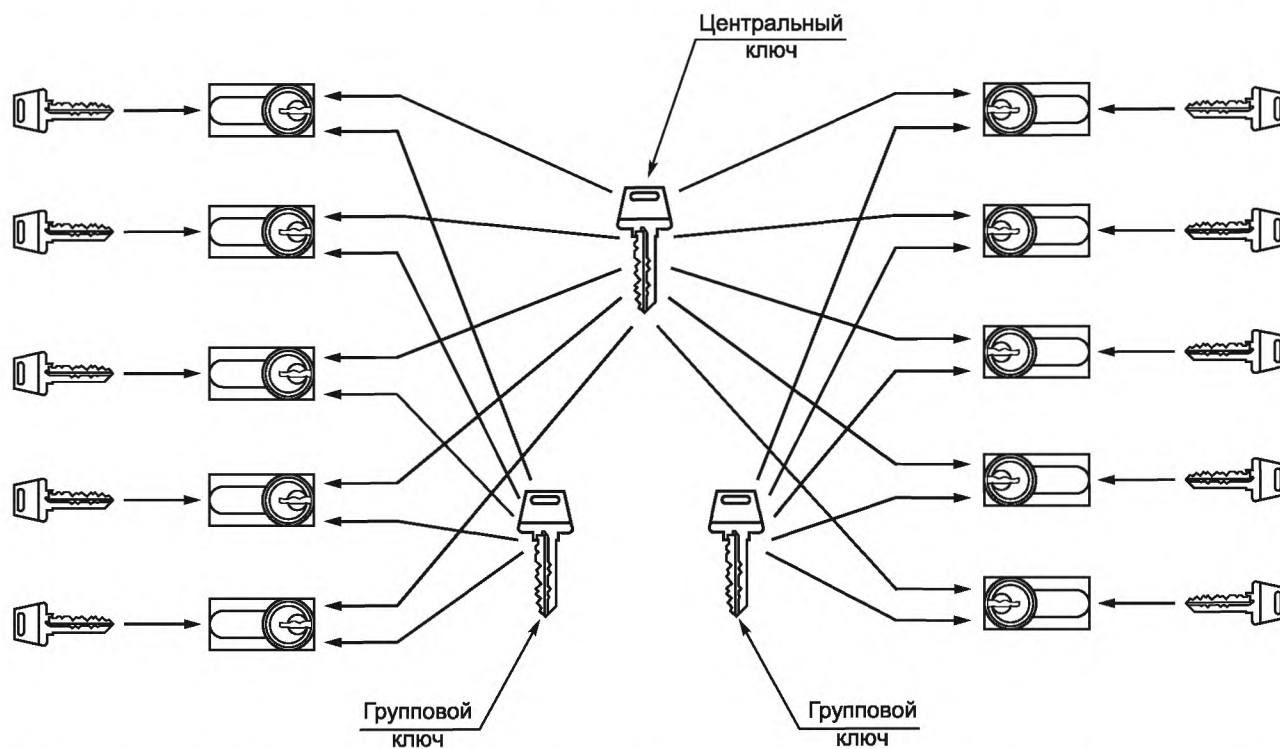 Центральный
ключ
Групповой
ключ
Групповой
ключ